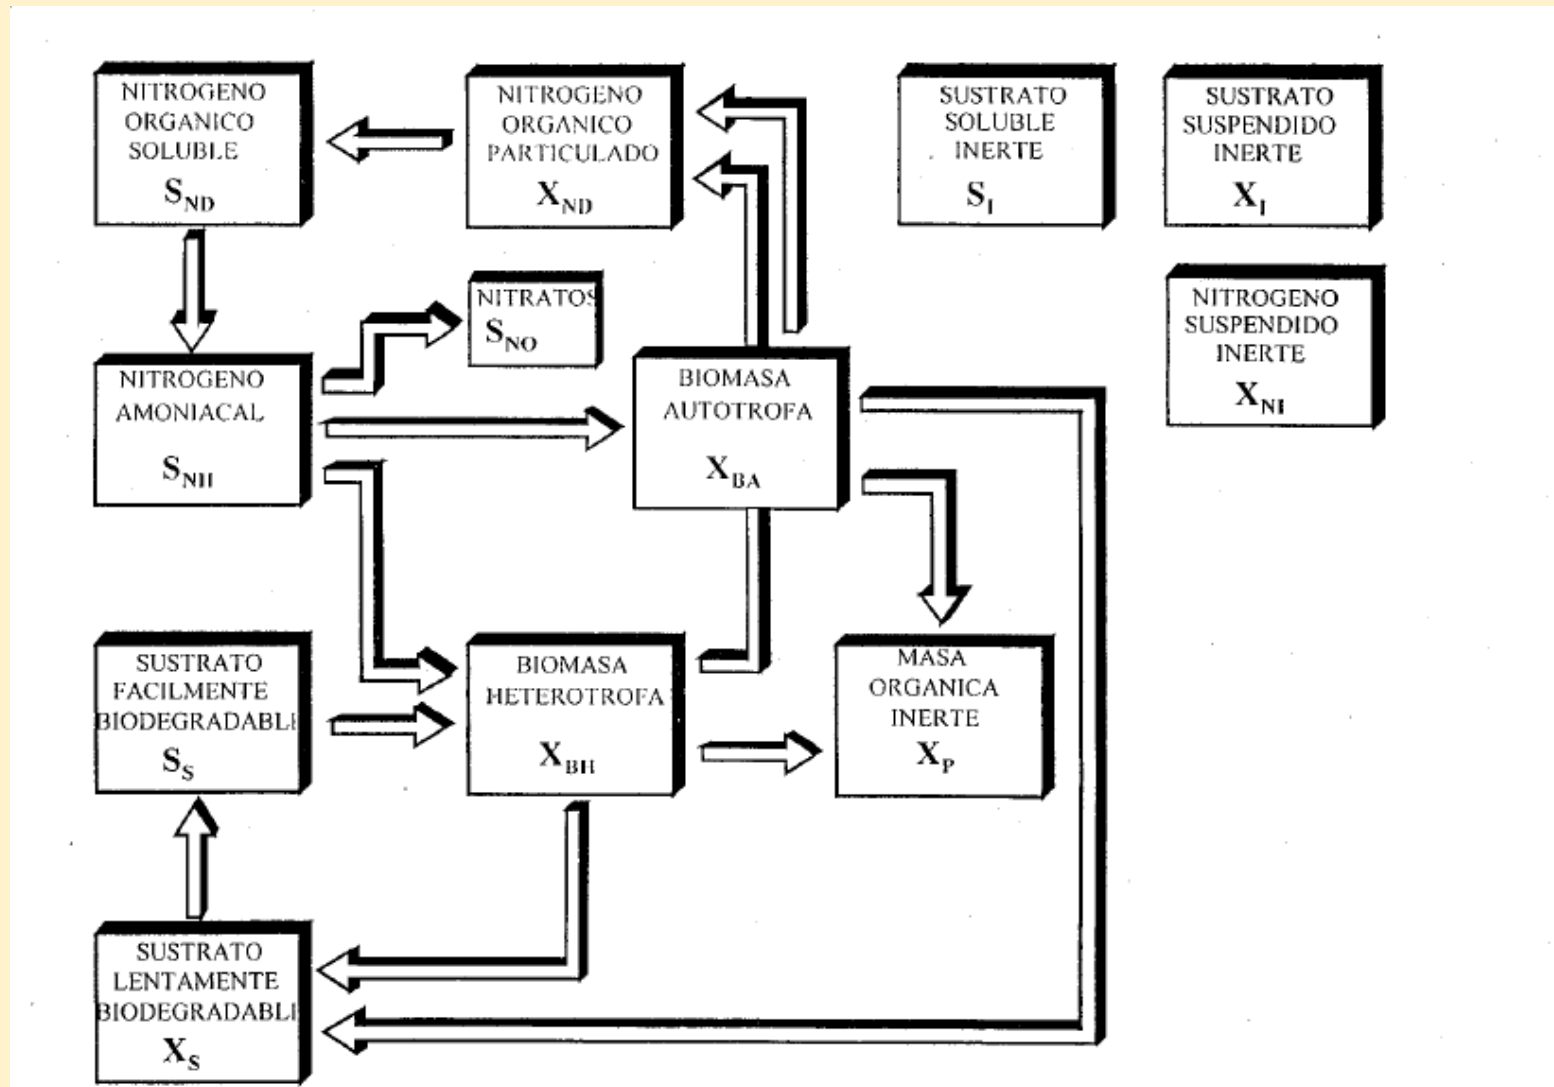 NITROGENO
ORGANICO
SOLUBLE
S_ND
NITROGENO
ORGANICO
PARTICULADO
X_ND
SUSTRATO
SOLUBLE
INERTE
S_I
SUSTRATO
SUSPENDIDO
INERTE
X_I
NITRATOS
S_NO
NITROGENO
SUSPENDIDO
INERTE
X_NI
NITROGENO
AMONIACAL
S_NH
BIOMASA
AUTOTROFA
X_BA
SUSTRATO
FACILMENTE
BIODEGRADABLE
S_S
BIOMASA
HETEROTROFA
X_BH
MASA
ORGANICA
INERTE
X_P
SUSTRATO
LENTAMENTE
BIODEGRADABLE
X_S